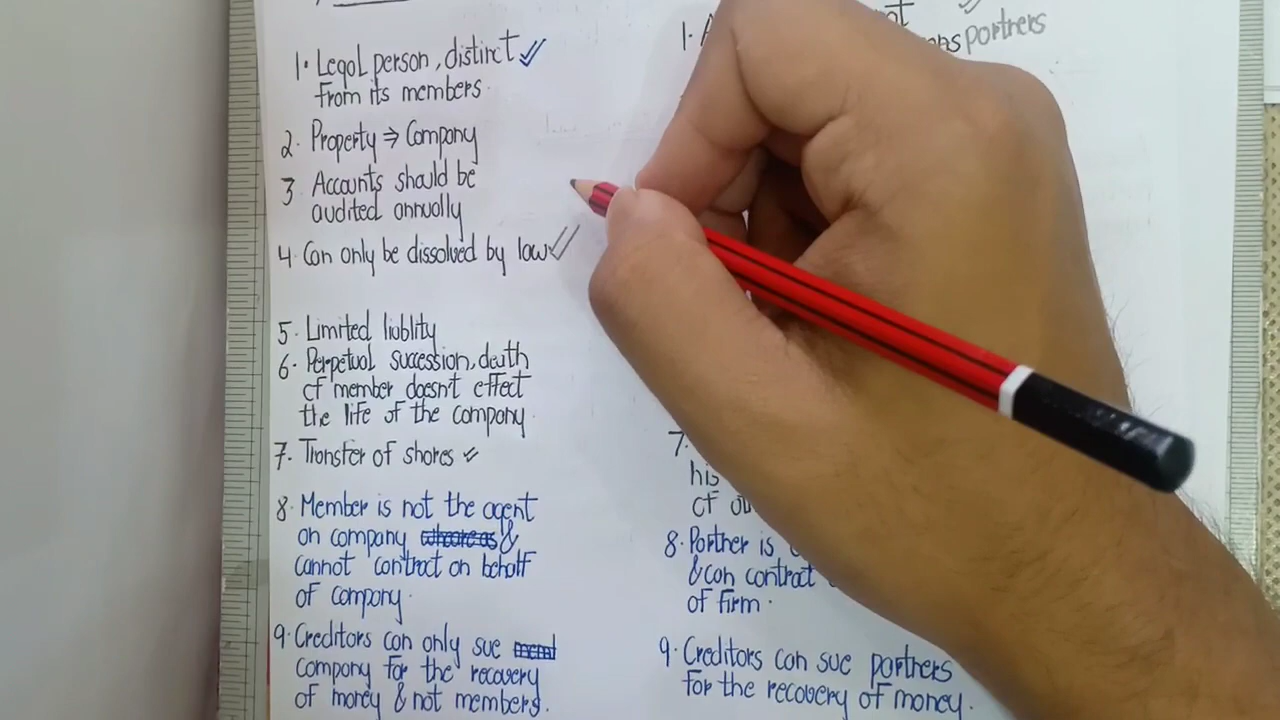 1. Legal person, distinct
from its members.
2. Property ⇒ Company
3 Accounts should be
audited annually
4. Can only be dissolved by law
5. Limited liablity
6. Perpetual succession, death
of member doesn't effect
the life of the company.
7. Transfer of shares
8. Member is not the agent
on company &
cannot contract on behalf
of company.
9. Creditors can only sue
company for the recovery
of money & not members.
1.
partners
7.
his
of
8. Partner is
& can contract
of firm.
9. Creditors can sue partners
for the recovery of money.